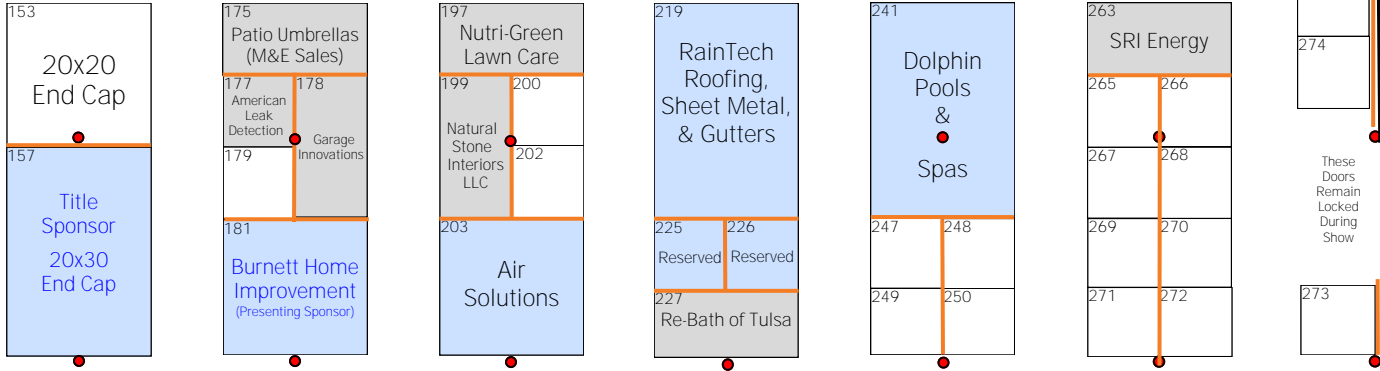 153
20x20
End Cap
157
Title
Sponsor
20x30
End Cap
175
Patio Umbrellas
(M&E Sales)
177
American
Leak
Detection
178
Garage
Innovations
179
181
Burnett Home
Improvement
(Presenting Sponsor)
197
Nutri-Green
Lawn Care
199
Natural
Stone
Interiors
LLC
200
202
203
Air
Solutions
219
RainTech
Roofing,
Sheet Metal,
& Gutters
225
Reserved
226
Reserved
227
Re-Bath of Tulsa
241
Dolphin
Pools
&
Spas
247
248
249
250
263
SRI Energy
265
266
267
268
269
270
271
272
274
These
Doors
Remain
Locked
During
Show
273